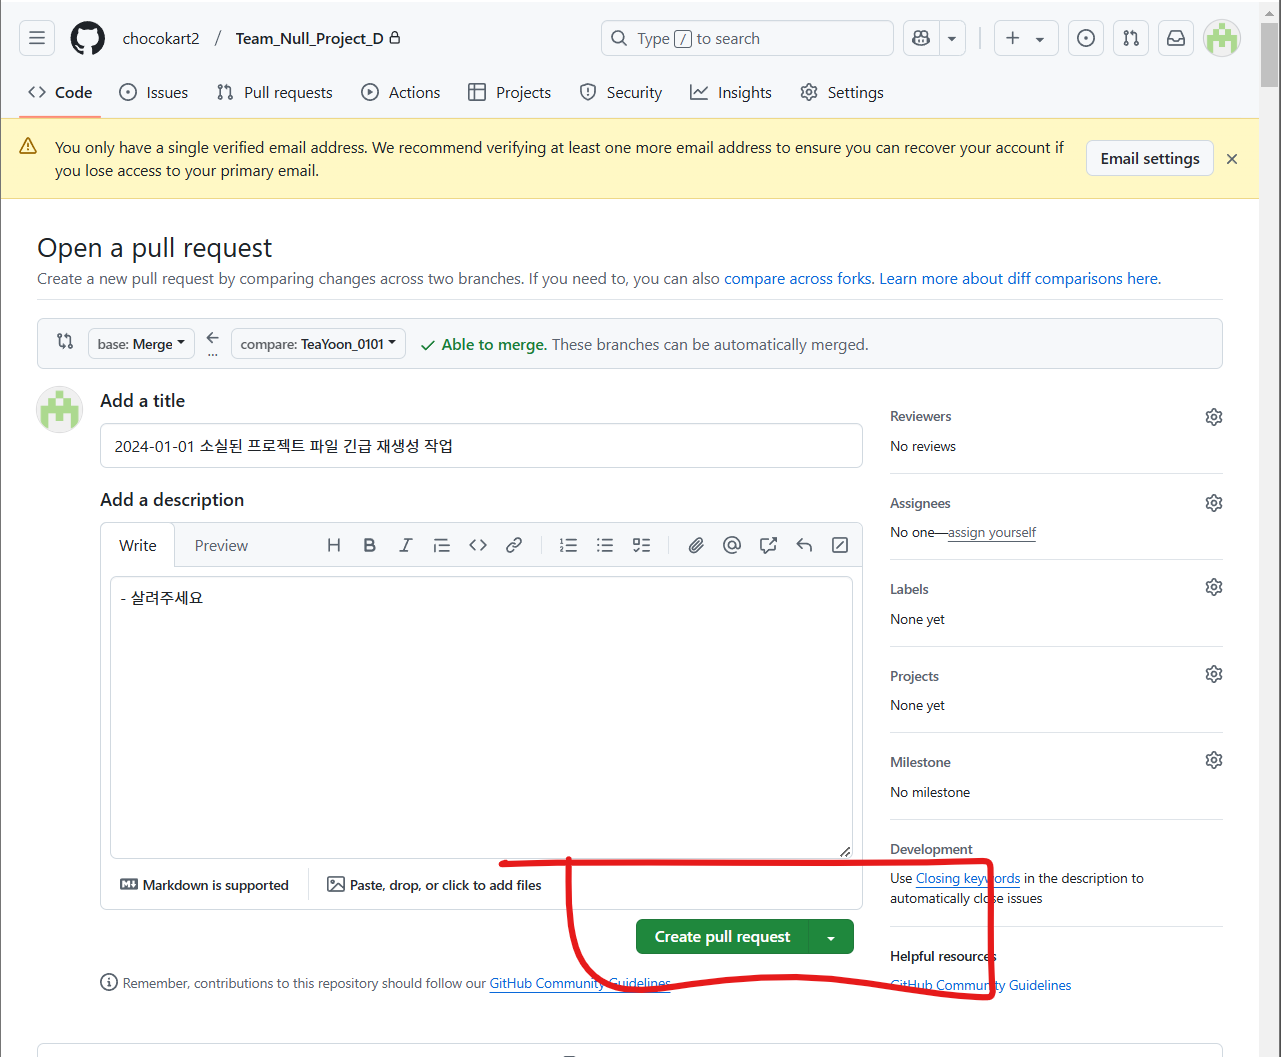 chocokart2 / Team_Null_Project_D
Type / to search
Code Issues Pull requests Actions Projects Security Insights Settings
You only have a single verified email address. We recommend verifying at least one more email address to ensure you can recover your account if
you lose access to your primary email.
Email settings
Open a pull request
Create a new pull request by comparing changes across two branches. If you need to, you can also compare across forks. Learn more about diff comparisons here.
base: Merge ... compare: TeaYoon_0101 Able to merge. These branches can be automatically merged.
Add a title
2024-01-01 소실된 프로젝트 파일 긴급 재생성 작업
Add a description
Write Preview
- 살려주세요
Markdown is supported
Paste, drop, or click to add files
Create pull request
Remember, contributions to this repository should follow our GitHub Community Guidelines.
Reviewers
No reviews
Assignees
No one—assign yourself
Labels
None yet
Projects
None yet
Milestone
No milestone
Development
Use Closing keywords in the description to
automatically close issues
Helpful resources
GitHub Community Guidelines